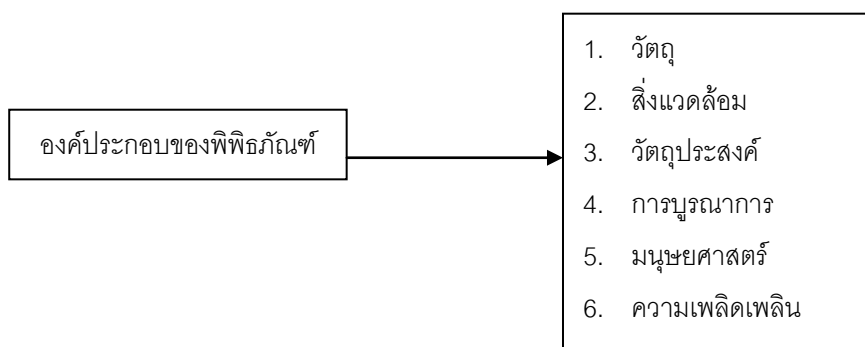 องค์ประกอบของพิพิธภัณฑ์
1. วัตถุ
2. สิ่งแวดล้อม
3. วัตถุประสงค์
4. การบูรณาการ
5. มนุษยศาสตร์
6. ความเพลิดเพลิน